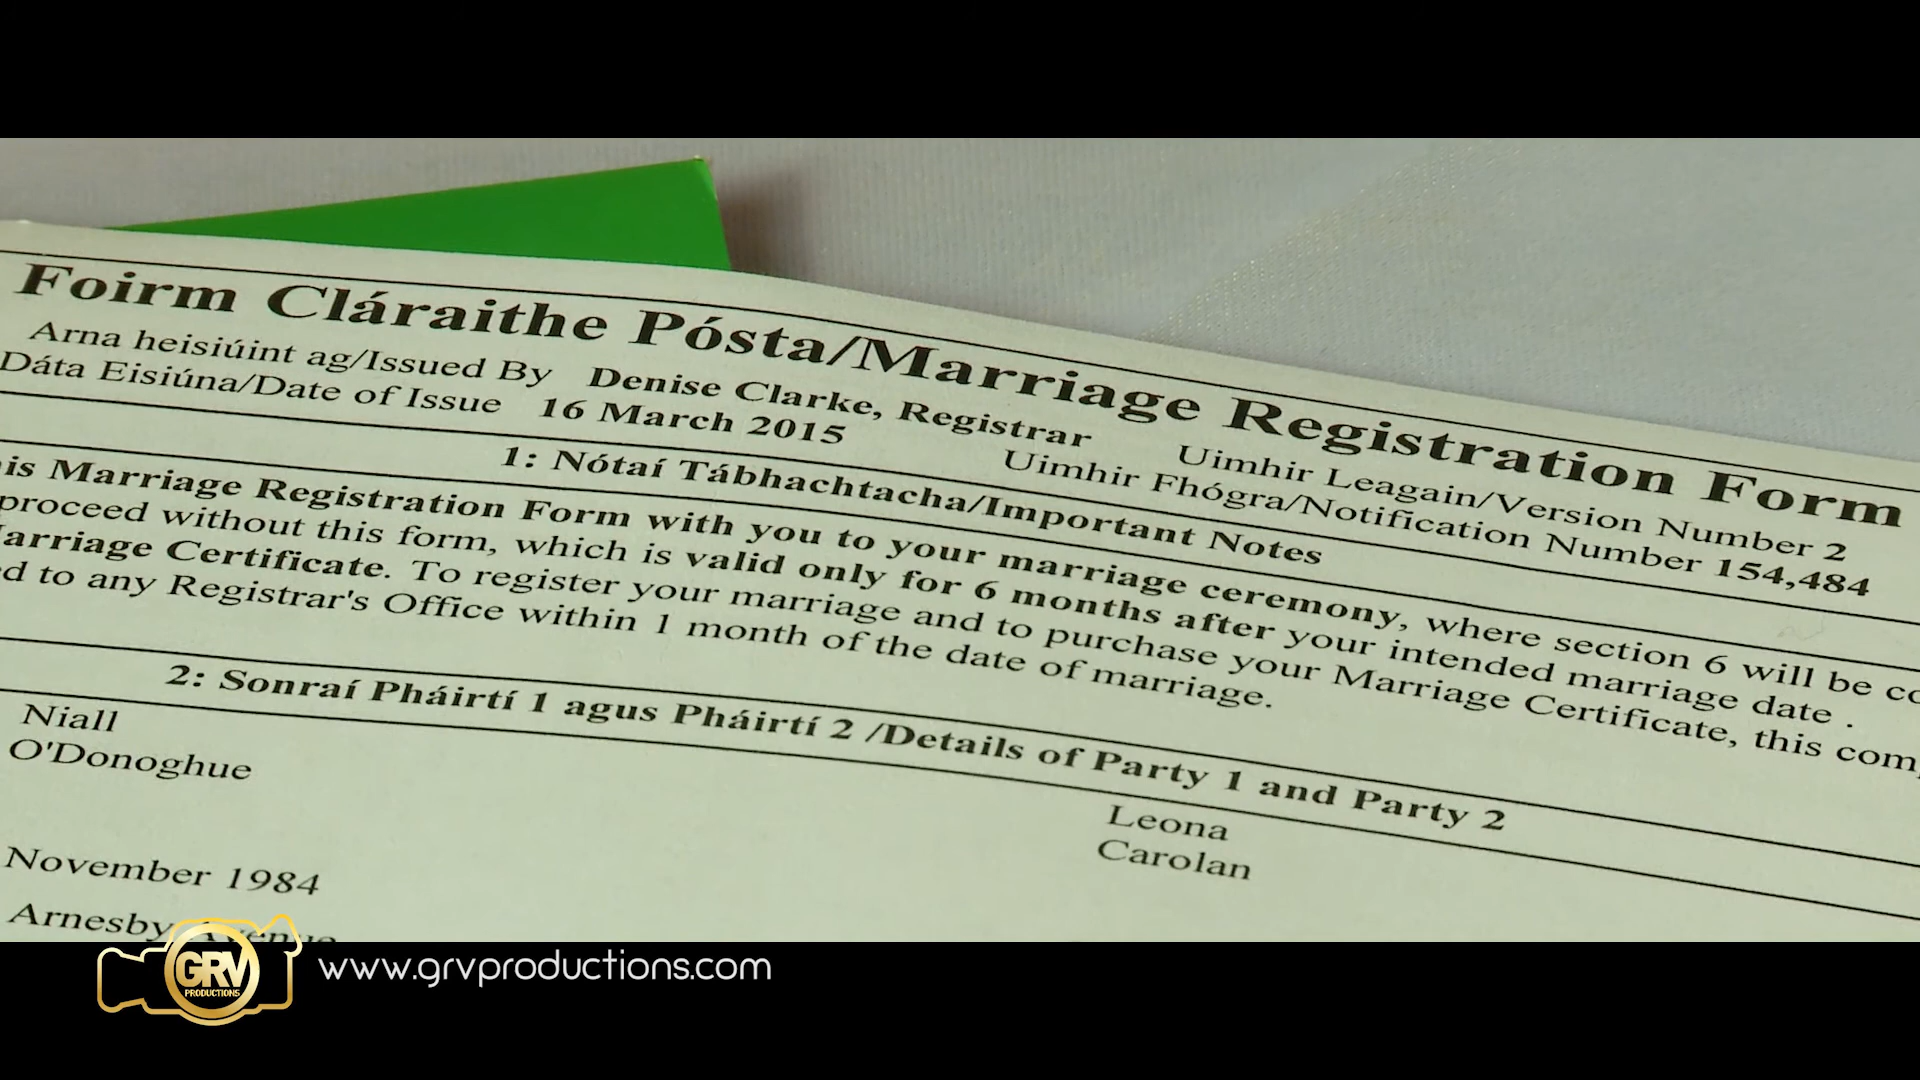 Foirm Cláraithe Pósta/Marriage Registration Form
Arna heisiúint ag/Issued By Denise Clarke, Registrar Uimhir Leagain/Version Number 2
Dáta Eisiúna/Date of Issue 16 March 2015 Uimhir Fhógra/Notification Number 154,484
1: Nótaí Tábhachtacha/Important Notes
Marriage Registration Form with you to your marriage ceremony, where section 6 will be
proceed without this form, which is valid only for 6 months after your intended marriage date .
Marriage Certificate. To register your marriage and to purchase your Marriage Certificate, this
to any Registrar's Office within 1 month of the date of marriage.
2: Sonraí Pháirtí 1 agus Pháirtí 2 /Details of Party 1 and Party 2
Niall Leona
O'Donoghue Carolan
November 1984
Arnesby Avenue
GRV
PRODUCTIONS
www.grvproductions.com